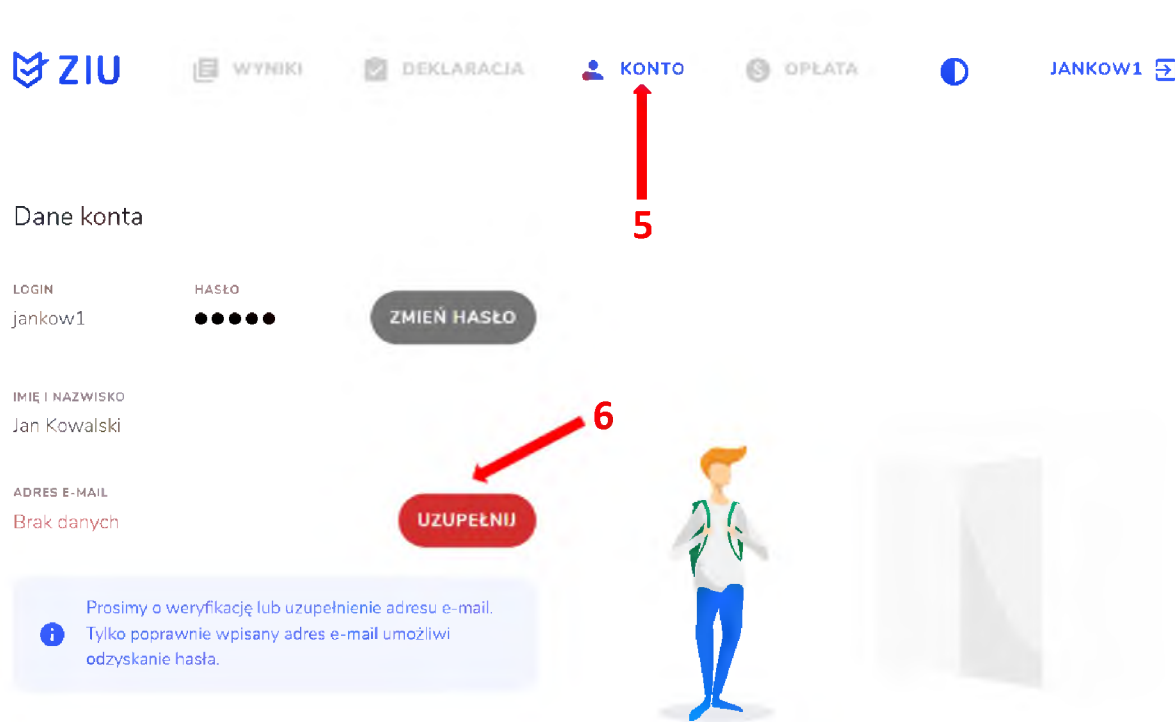 ZIU WYNIKI DEKLARACJA KONTO OPŁATA JANKOW1
5
Dane konta
LOGIN HASŁO
jankow1 ●●●●● ZMIEŃ HASŁO
IMIĘ I NAZWISKO
Jan Kowalski
6
ADRES E-MAIL
Brak danych UZUPEŁNIJ
Prosimy o weryfikację lub uzupełnienie adresu e-mail.
Tylko poprawnie wpisany adres e-mail umożliwi
odzyskanie hasła.